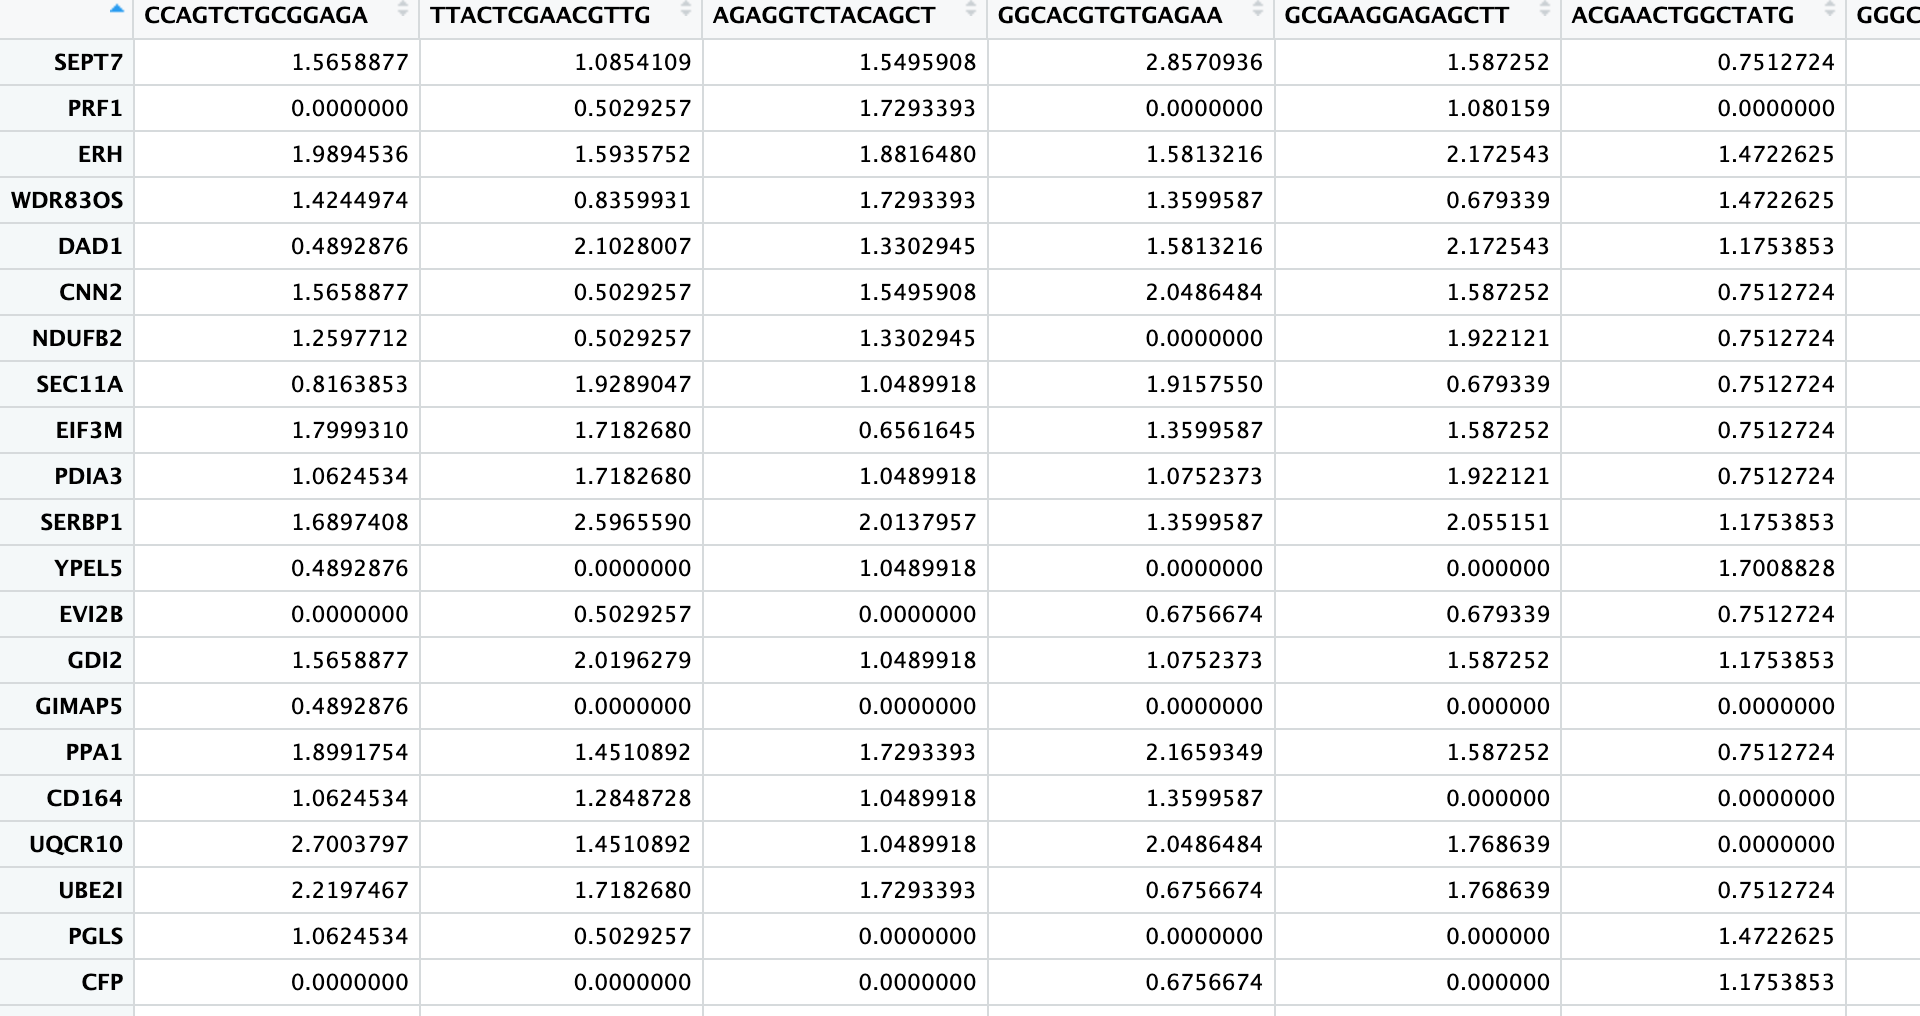 CCAGTCTGCGGAGA TTACTCGAACGTTG AGAGGTCTACAGCT GGCACGTGTGAGAA GCGAAGGAGAGCTT ACGAACTGGCTATG GGGC
SEPT7 1.5658877 1.0854109 1.5495908 2.8570936 1.587252 0.7512724
PRF1 0.0000000 0.5029257 1.7293393 0.0000000 1.080159 0.0000000
ERH 1.9894536 1.5935752 1.8816480 1.5813216 2.172543 1.4722625
WDR83OS 1.4244974 0.8359931 1.7293393 1.3599587 0.679339 1.4722625
DAD1 0.4892876 2.1028007 1.3302945 1.5813216 2.172543 1.1753853
CNN2 1.5658877 0.5029257 1.5495908 2.0486484 1.587252 0.7512724
NDUFB2 1.2597712 0.5029257 1.3302945 0.0000000 1.922121 0.7512724
SEC11A 0.8163853 1.9289047 1.0489918 1.9157550 0.679339 0.7512724
EIF3M 1.7999310 1.7182680 0.6561645 1.3599587 1.587252 0.7512724
PDIA3 1.0624534 1.7182680 1.0489918 1.0752373 1.922121 0.7512724
SERBP1 1.6897408 2.5965590 2.0137957 1.3599587 2.055151 1.1753853
YPEL5 0.4892876 0.0000000 1.0489918 0.0000000 0.000000 1.7008828
EVI2B 0.0000000 0.5029257 0.0000000 0.6756674 0.679339 0.7512724
GDI2 1.5658877 2.0196279 1.0489918 1.0752373 1.587252 1.1753853
GIMAP5 0.4892876 0.0000000 0.0000000 0.0000000 0.000000 0.0000000
PPA1 1.8991754 1.4510892 1.7293393 2.1659349 1.587252 0.7512724
CD164 1.0624534 1.2848728 1.0489918 1.3599587 0.000000 0.0000000
UQCR10 2.7003797 1.4510892 1.0489918 2.0486484 1.768639 0.0000000
UBE2I 2.2197467 1.7182680 1.7293393 0.6756674 1.768639 0.7512724
PGLS 1.0624534 0.5029257 0.0000000 0.0000000 0.000000 1.4722625
CFP 0.0000000 0.0000000 0.0000000 0.6756674 0.000000 1.1753853